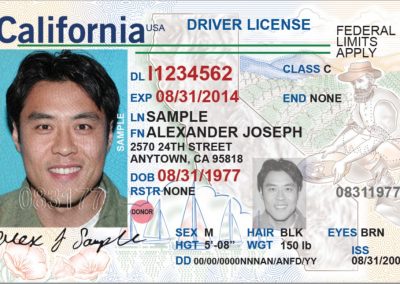 California USA DRIVER LICENSE
FEDERAL
LIMITS
APPLY
DL I1234562 CLASS C
EXP 08/31/2014 END NONE
LN SAMPLE
FN ALEXANDER JOSEPH
2570 24TH STREET
ANYTOWN, CA 95818
DOB 08/31/1977
RSTR NONE
SAMPLE
0831177
08311977
DONOR
SEX M HAIR BLK EYES BRN
HGT 5'-08" WGT 150 lb ISS
DD 00/00/0000NNNAN/ANFD/YY 08/31/200
Alex J Sample